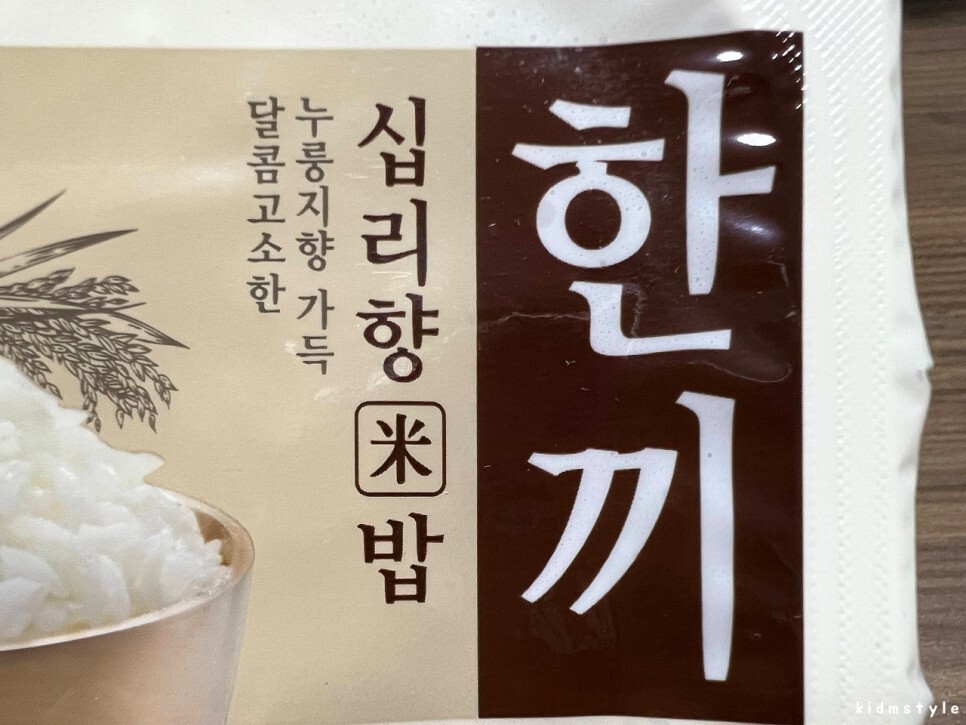 한끼
십리향米밥
누룽지향 가득
달콤고소한
kidmstyle